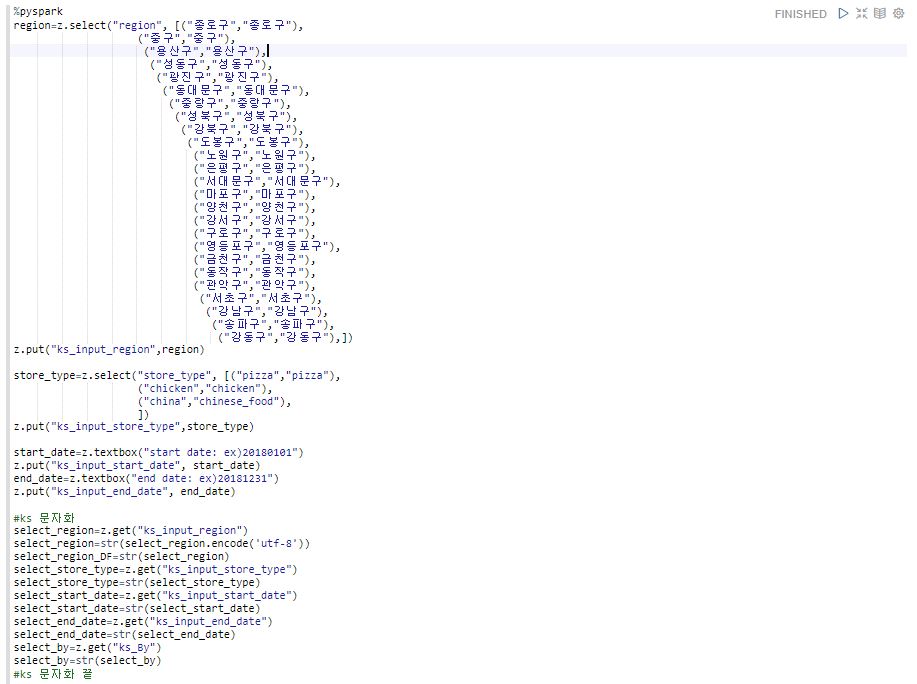 %pyspark
FINISHED
region=z.select("region", [("종로구","종로구"),
("중구","중구"),
("용산구","용산구"),
("성동구","성동구"),
("광진구","광진구"),
("동대문구","동대문구"),
("중랑구","중랑구"),
("성북구","성북구"),
("강북구","강북구"),
("도봉구","도봉구"),
("노원구","노원구"),
("은평구","은평구"),
("서대문구","서대문구"),
("마포구","마포구"),
("양천구","양천구"),
("강서구","강서구"),
("구로구","구로구"),
("영등포구","영등포구"),
("금천구","금천구"),
("동작구","동작구"),
("관악구","관악구"),
("서초구","서초구"),
("강남구","강남구"),
("송파구","송파구"),
("강동구","강동구"),])
z.put("ks_input_region",region)
store_type=z.select("store_type", [("pizza","pizza"),
("chicken","chicken"),
("china","chinese_food"),
])
z.put("ks_input_store_type",store_type)
start_date=z.textbox("start date: ex)20180101")
z.put("ks_input_start_date", start_date)
end_date=z.textbox("end date: ex)20181231")
z.put("ks_input_end_date", end_date)
#ks 문자화
select_region=z.get("ks_input_region")
select_region=str(select_region.encode('utf-8'))
select_region_DF=str(select_region)
select_store_type=z.get("ks_input_store_type")
select_store_type=str(select_store_type)
select_start_date=z.get("ks_input_start_date")
select_start_date=str(select_start_date)
select_end_date=z.get("ks_input_end_date")
select_end_date=str(select_end_date)
select_by=z.get("ks_By")
select_by=str(select_by)
#ks 문자화 끝